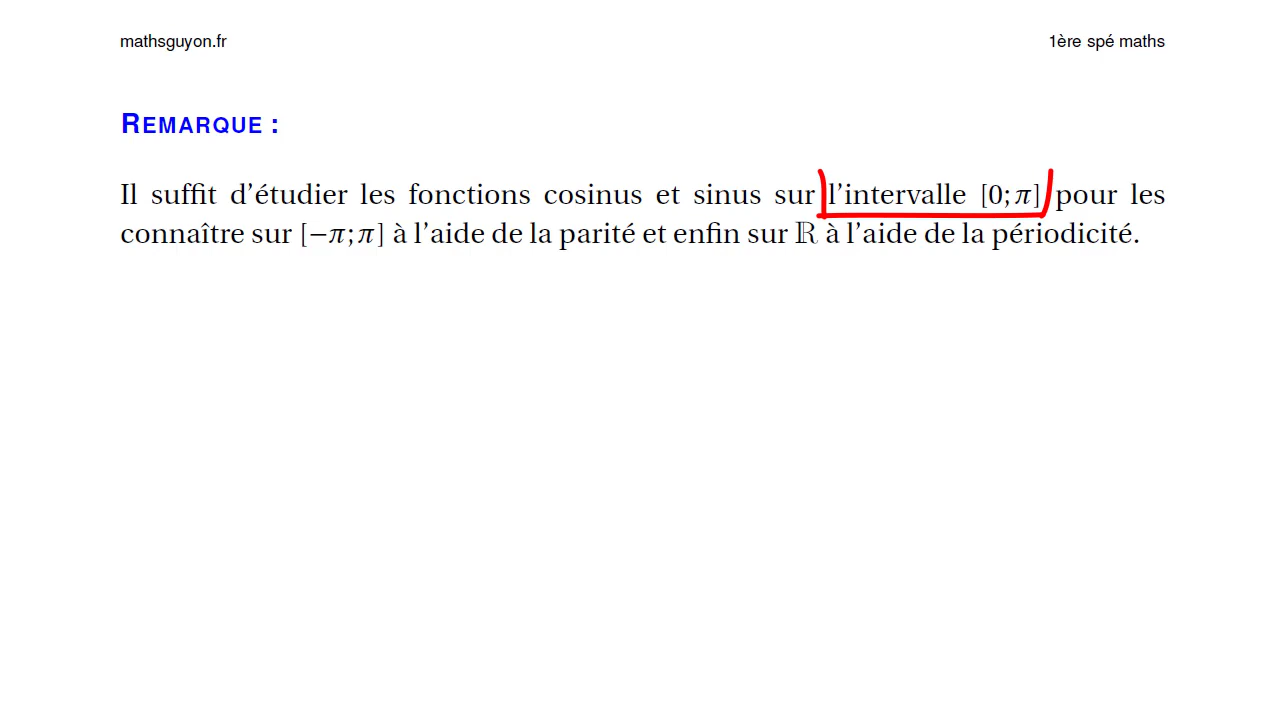 mathsguyon.fr 1ère spé maths
REMARQUE :
Il suffit d’étudier les fonctions cosinus et sinus sur l’intervalle [0;π] pour les
connaître sur [−π;π] à l’aide de la parité et enfin sur ℝ à l’aide de la périodicité.